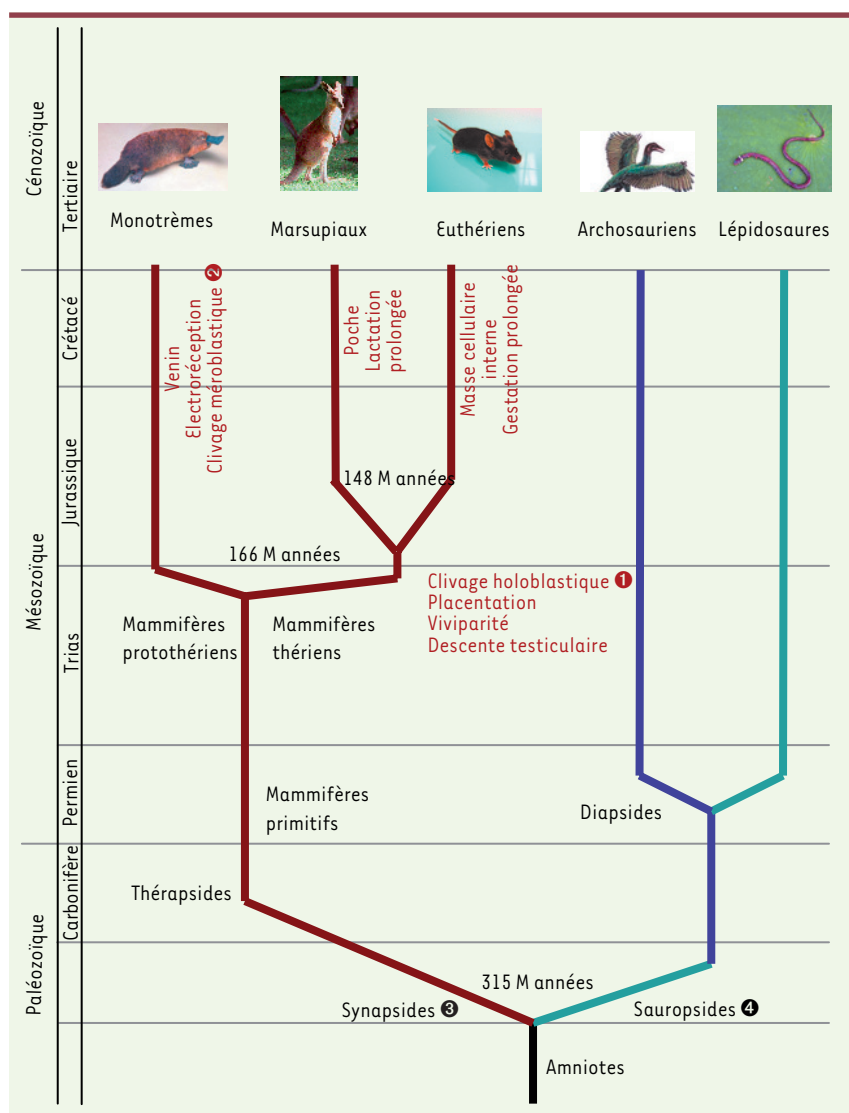 Cénozoïque
Tertiaire
Monotrèmes
Marsupiaux
Euthériens
Archosauriens
Lépidosaures
Crétacé
Venin
Electroréception
Clivage méroblastique ❷
Poche
Lactation
prolongée
Masse cellulaire
interne
Gestation prolongée
Mésozoïque
Jurassique
148 M années
166 M années
Clivage holoblastique ❶
Placentation
Viviparité
Descente testiculaire
Mammifères
protothériens
Mammifères
thériens
Trias
Permien
Mammifères
primitifs
Diapsides
Paléozoïque
Carbonifère
Thérapsides
315 M années
Synapsides ❸
Sauropsides ❹
Amniotes